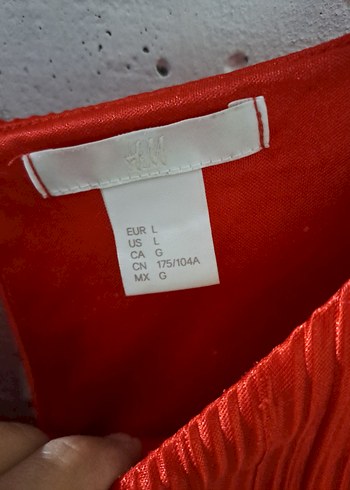 H&M
EUR L
US L
CA G
CN 175/104A
MX G